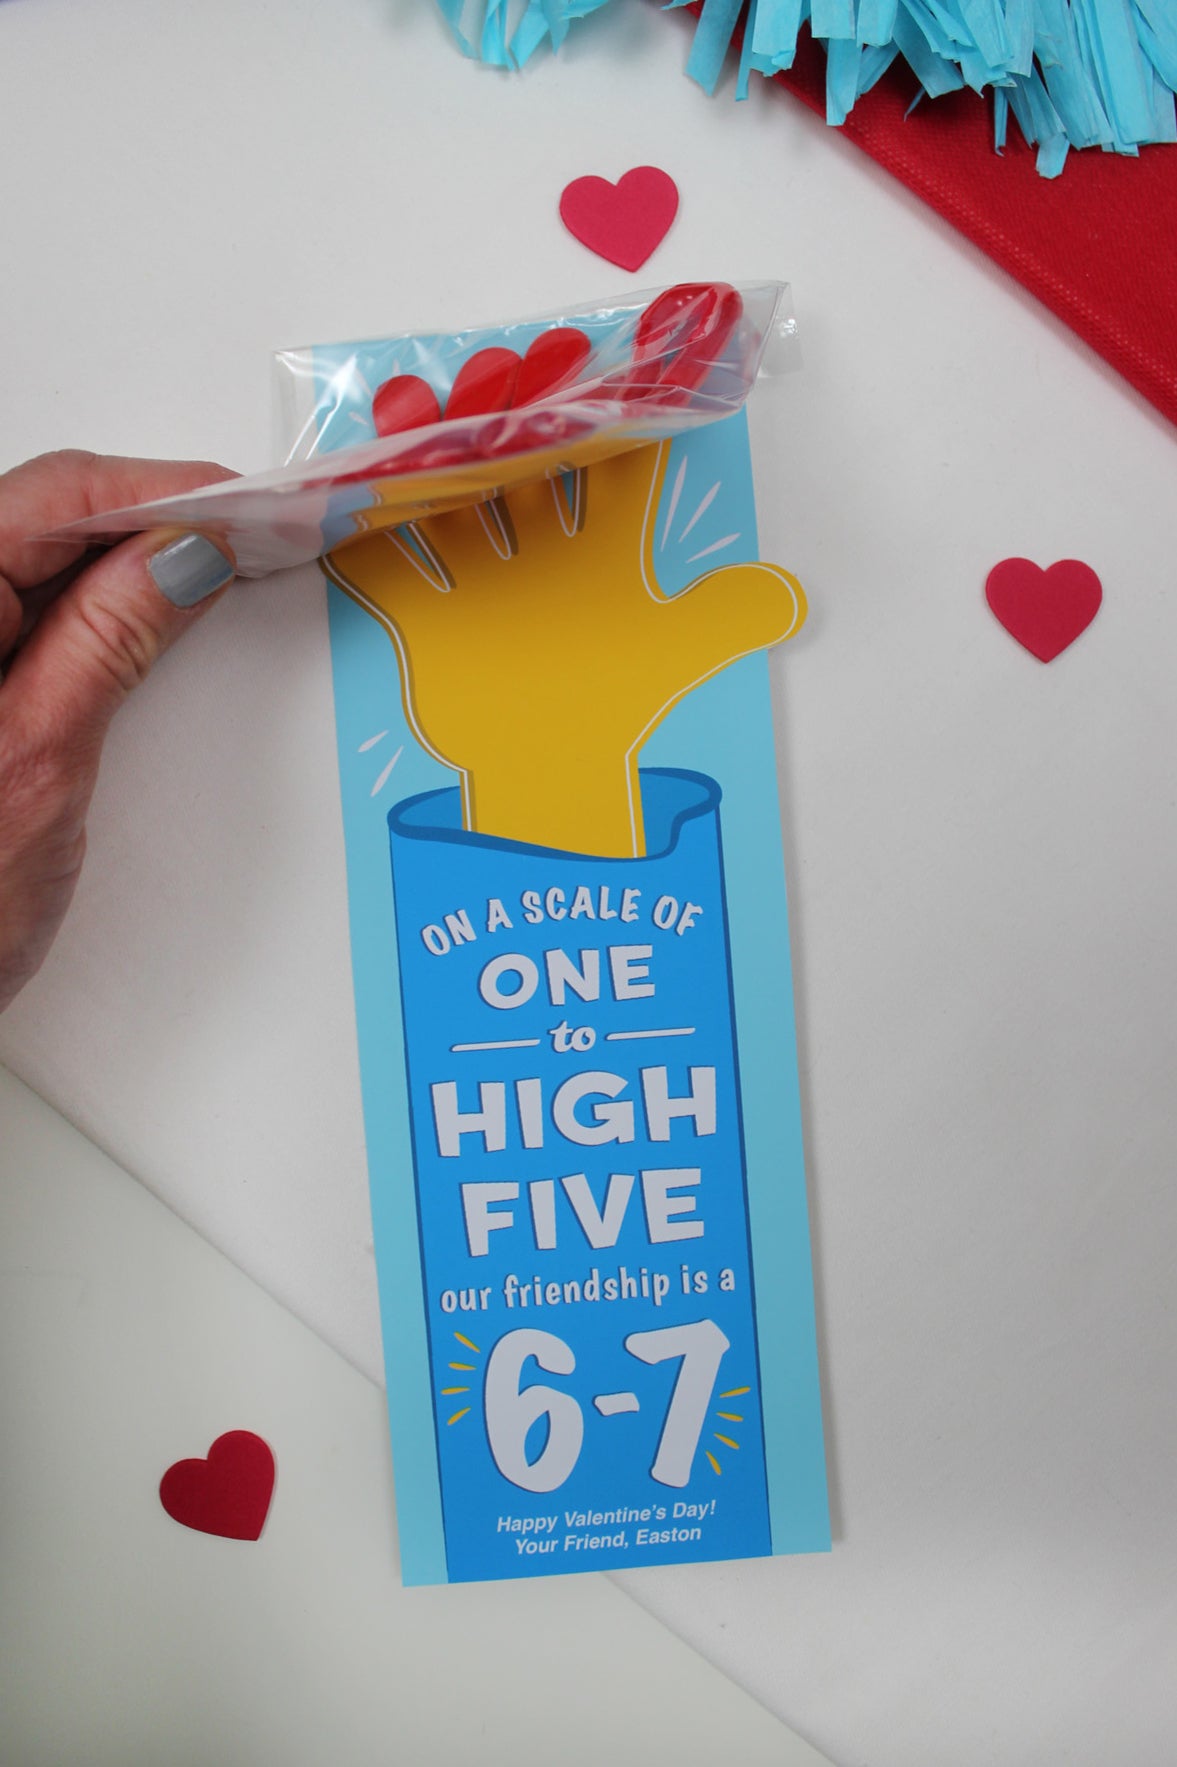 ON A SCALE OF
ONE
to
HIGH
FIVE
our friendship is a
6-7
Happy Valentine's Day!
Your Friend, Easton